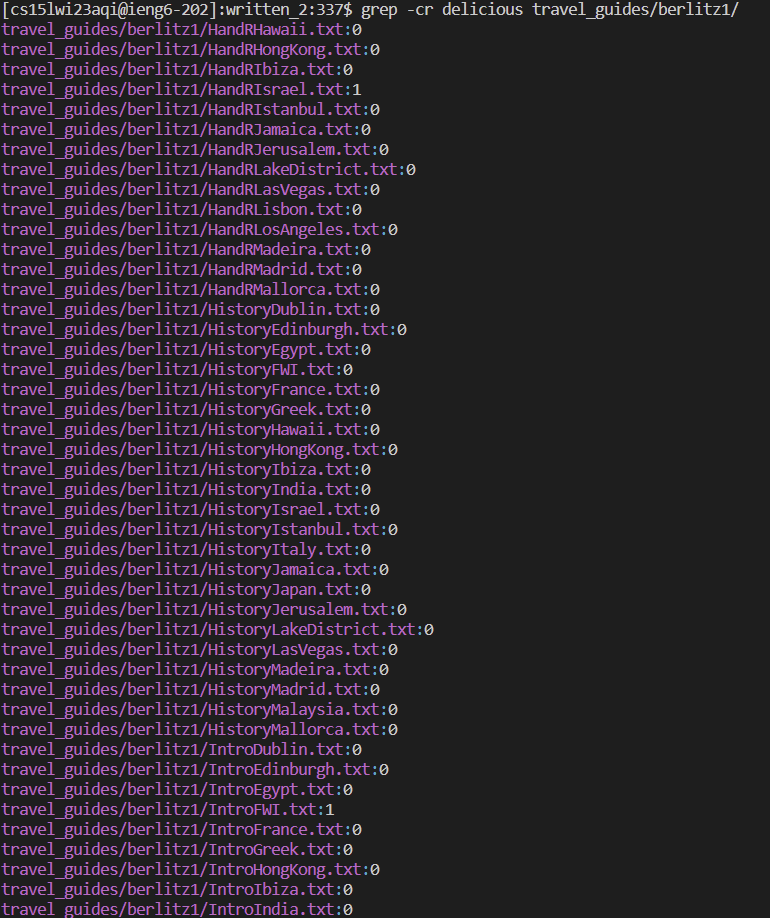 [cs15lwi23aqi@ieng6-202]:written_2:337$ grep -cr delicious travel_guides/berlitz1/
travel_guides/berlitz1/HandRHawaii.txt:0
travel_guides/berlitz1/HandRHongKong.txt:0
travel_guides/berlitz1/HandRIbiza.txt:0
travel_guides/berlitz1/HandRIsrael.txt:1
travel_guides/berlitz1/HandRIstanbul.txt:0
travel_guides/berlitz1/HandRJamaica.txt:0
travel_guides/berlitz1/HandRJerusalem.txt:0
travel_guides/berlitz1/HandRLakeDistrict.txt:0
travel_guides/berlitz1/HandRLasVegas.txt:0
travel_guides/berlitz1/HandRLisbon.txt:0
travel_guides/berlitz1/HandRLosAngeles.txt:0
travel_guides/berlitz1/HandRMadeira.txt:0
travel_guides/berlitz1/HandRMadrid.txt:0
travel_guides/berlitz1/HandRMallorca.txt:0
travel_guides/berlitz1/HistoryDublin.txt:0
travel_guides/berlitz1/HistoryEdinburgh.txt:0
travel_guides/berlitz1/HistoryEgypt.txt:0
travel_guides/berlitz1/HistoryFWI.txt:0
travel_guides/berlitz1/HistoryFrance.txt:0
travel_guides/berlitz1/HistoryGreek.txt:0
travel_guides/berlitz1/HistoryHawaii.txt:0
travel_guides/berlitz1/HistoryHongKong.txt:0
travel_guides/berlitz1/HistoryIbiza.txt:0
travel_guides/berlitz1/HistoryIndia.txt:0
travel_guides/berlitz1/HistoryIsrael.txt:0
travel_guides/berlitz1/HistoryIstanbul.txt:0
travel_guides/berlitz1/HistoryItaly.txt:0
travel_guides/berlitz1/HistoryJamaica.txt:0
travel_guides/berlitz1/HistoryJapan.txt:0
travel_guides/berlitz1/HistoryJerusalem.txt:0
travel_guides/berlitz1/HistoryLakeDistrict.txt:0
travel_guides/berlitz1/HistoryLasVegas.txt:0
travel_guides/berlitz1/HistoryMadeira.txt:0
travel_guides/berlitz1/HistoryMadrid.txt:0
travel_guides/berlitz1/HistoryMalaysia.txt:0
travel_guides/berlitz1/HistoryMallorca.txt:0
travel_guides/berlitz1/IntroDublin.txt:0
travel_guides/berlitz1/IntroEdinburgh.txt:0
travel_guides/berlitz1/IntroEgypt.txt:0
travel_guides/berlitz1/IntroFWI.txt:1
travel_guides/berlitz1/IntroFrance.txt:0
travel_guides/berlitz1/IntroGreek.txt:0
travel_guides/berlitz1/IntroHongKong.txt:0
travel_guides/berlitz1/IntroIbiza.txt:0
travel_guides/berlitz1/IntroIndia.txt:0